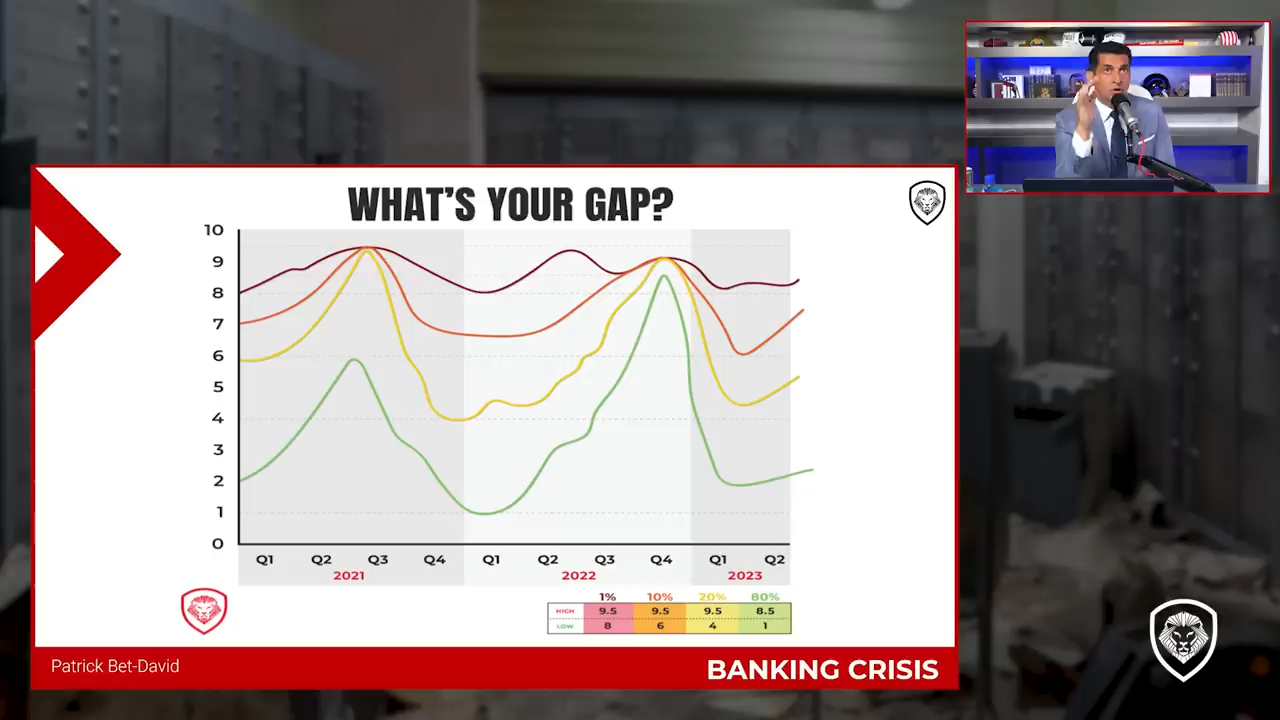 WHAT'S YOUR GAP?
10
9
8
7
6
5
4
3
2
1
0
Q1 Q2 Q3 Q4 Q1 Q2 Q3 Q4 Q1 Q2
2021 2022 2023
1% 10% 20% 80%
HIGH 9.5 9.5 9.5 8.5
LOW 8 6 4 1
Patrick Bet-David
BANKING CRISIS